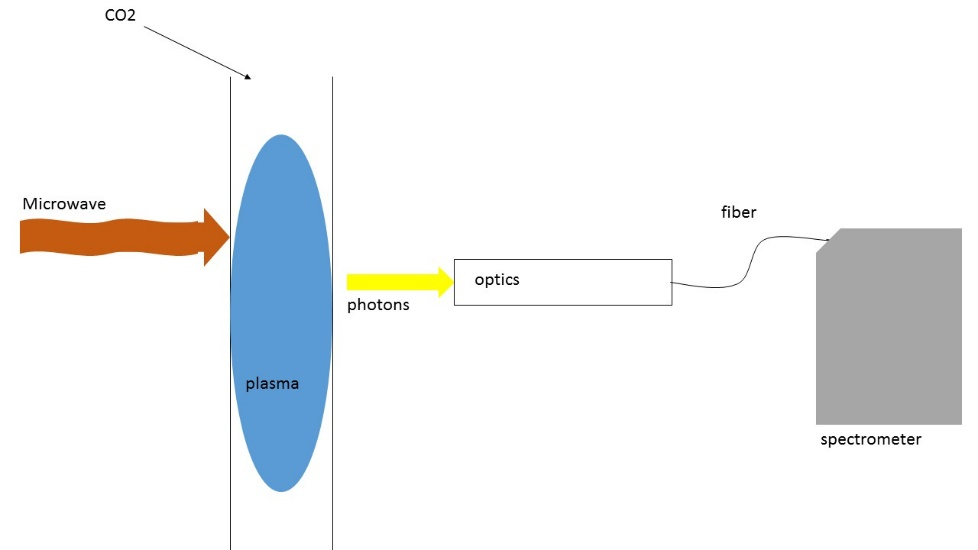 CO2
Microwave
fiber
optics
photons
plasma
spectrometer